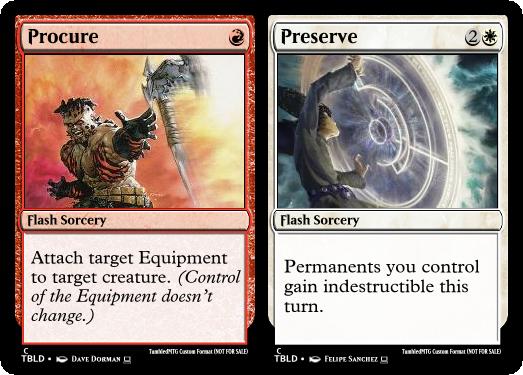 Procure
Flash Sorcery
Attach target Equipment
to target creature. (Control
of the Equipment doesn't
change.)
C
TBLD • DAVE DORMAN
TumbledMTG Custom Format (NOT FOR SALE)
Preserve 2
Flash Sorcery
Permanents you control
gain indestructible this
turn.
C
TBLD • FELIPE SANCHEZ
TumbledMTG Custom Format (NOT FOR SALE)